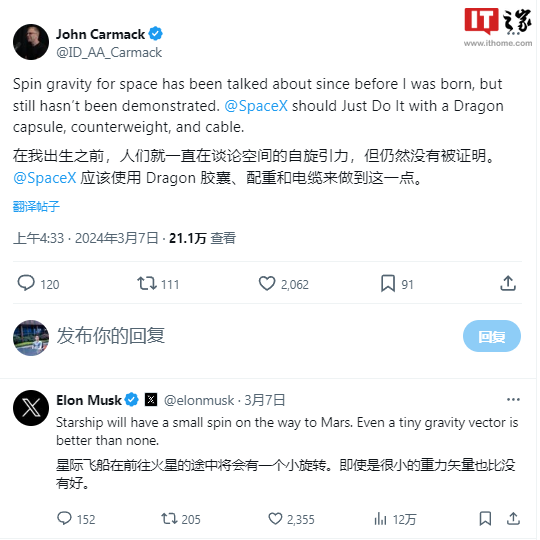 IT之家
www.ithome.com
John Carmack
@ID_AA_Carmack
Spin gravity for space has been talked about since before I was born, but
still hasn’t been demonstrated. @SpaceX should Just Do It with a Dragon
capsule, counterweight, and cable.
在我出生之前，人们就一直在谈论空间的自旋引力，但仍然没有被证明。
@SpaceX 应该使用 Dragon 胶囊、配重和电缆来做到这一点。
翻译帖子
上午4:33 · 2024年3月7日 · 21.1万 查看
120 111 2,062 91
发布你的回复 回复
Elon Musk @elonmusk · 3月7日
Starship will have a small spin on the way to Mars. Even a tiny gravity vector is
better than none.
星际飞船在前往火星的途中将会有一个小旋转。即使是很小的重力矢量也比没
有好。
152 205 2,355 12万